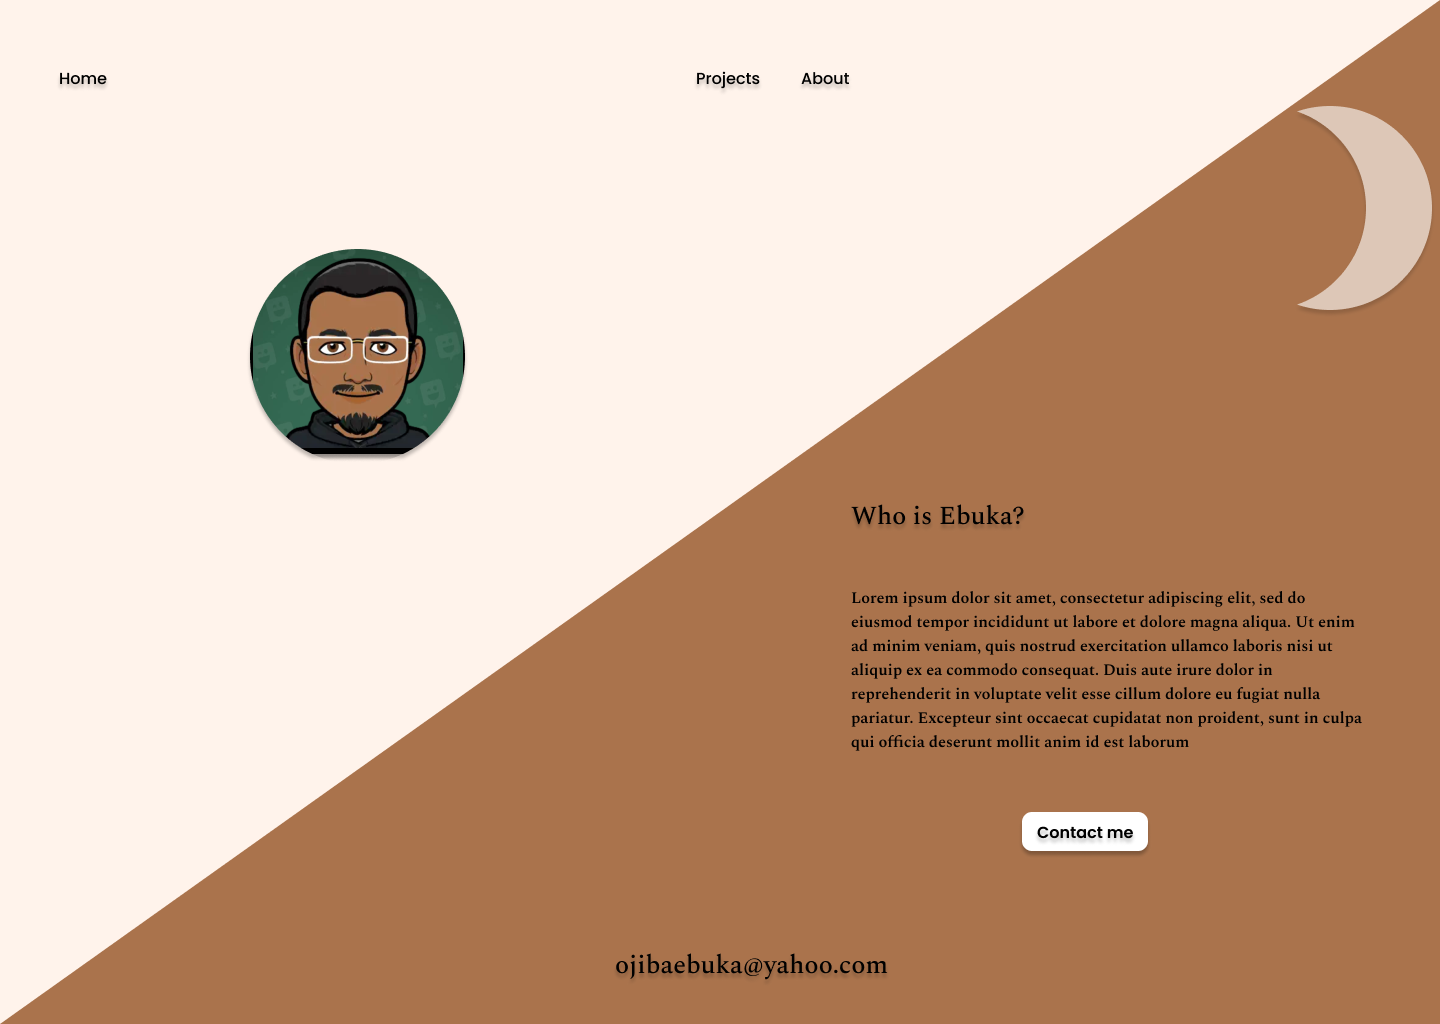 Home
Projects
About
Who is Ebuka?
Lorem ipsum dolor sit amet, consectetur adipiscing elit, sed do
eiusmod tempor incididunt ut labore et dolore magna aliqua. Ut enim
ad minim veniam, quis nostrud exercitation ullamco laboris nisi ut
aliquip ex ea commodo consequat. Duis aute irure dolor in
reprehenderit in voluptate velit esse cillum dolore eu fugiat nulla
pariatur. Excepteur sint occaecat cupidatat non proident, sunt in culpa
qui officia deserunt mollit anim id est laborum
Contact me
ojibaebuka@yahoo.com